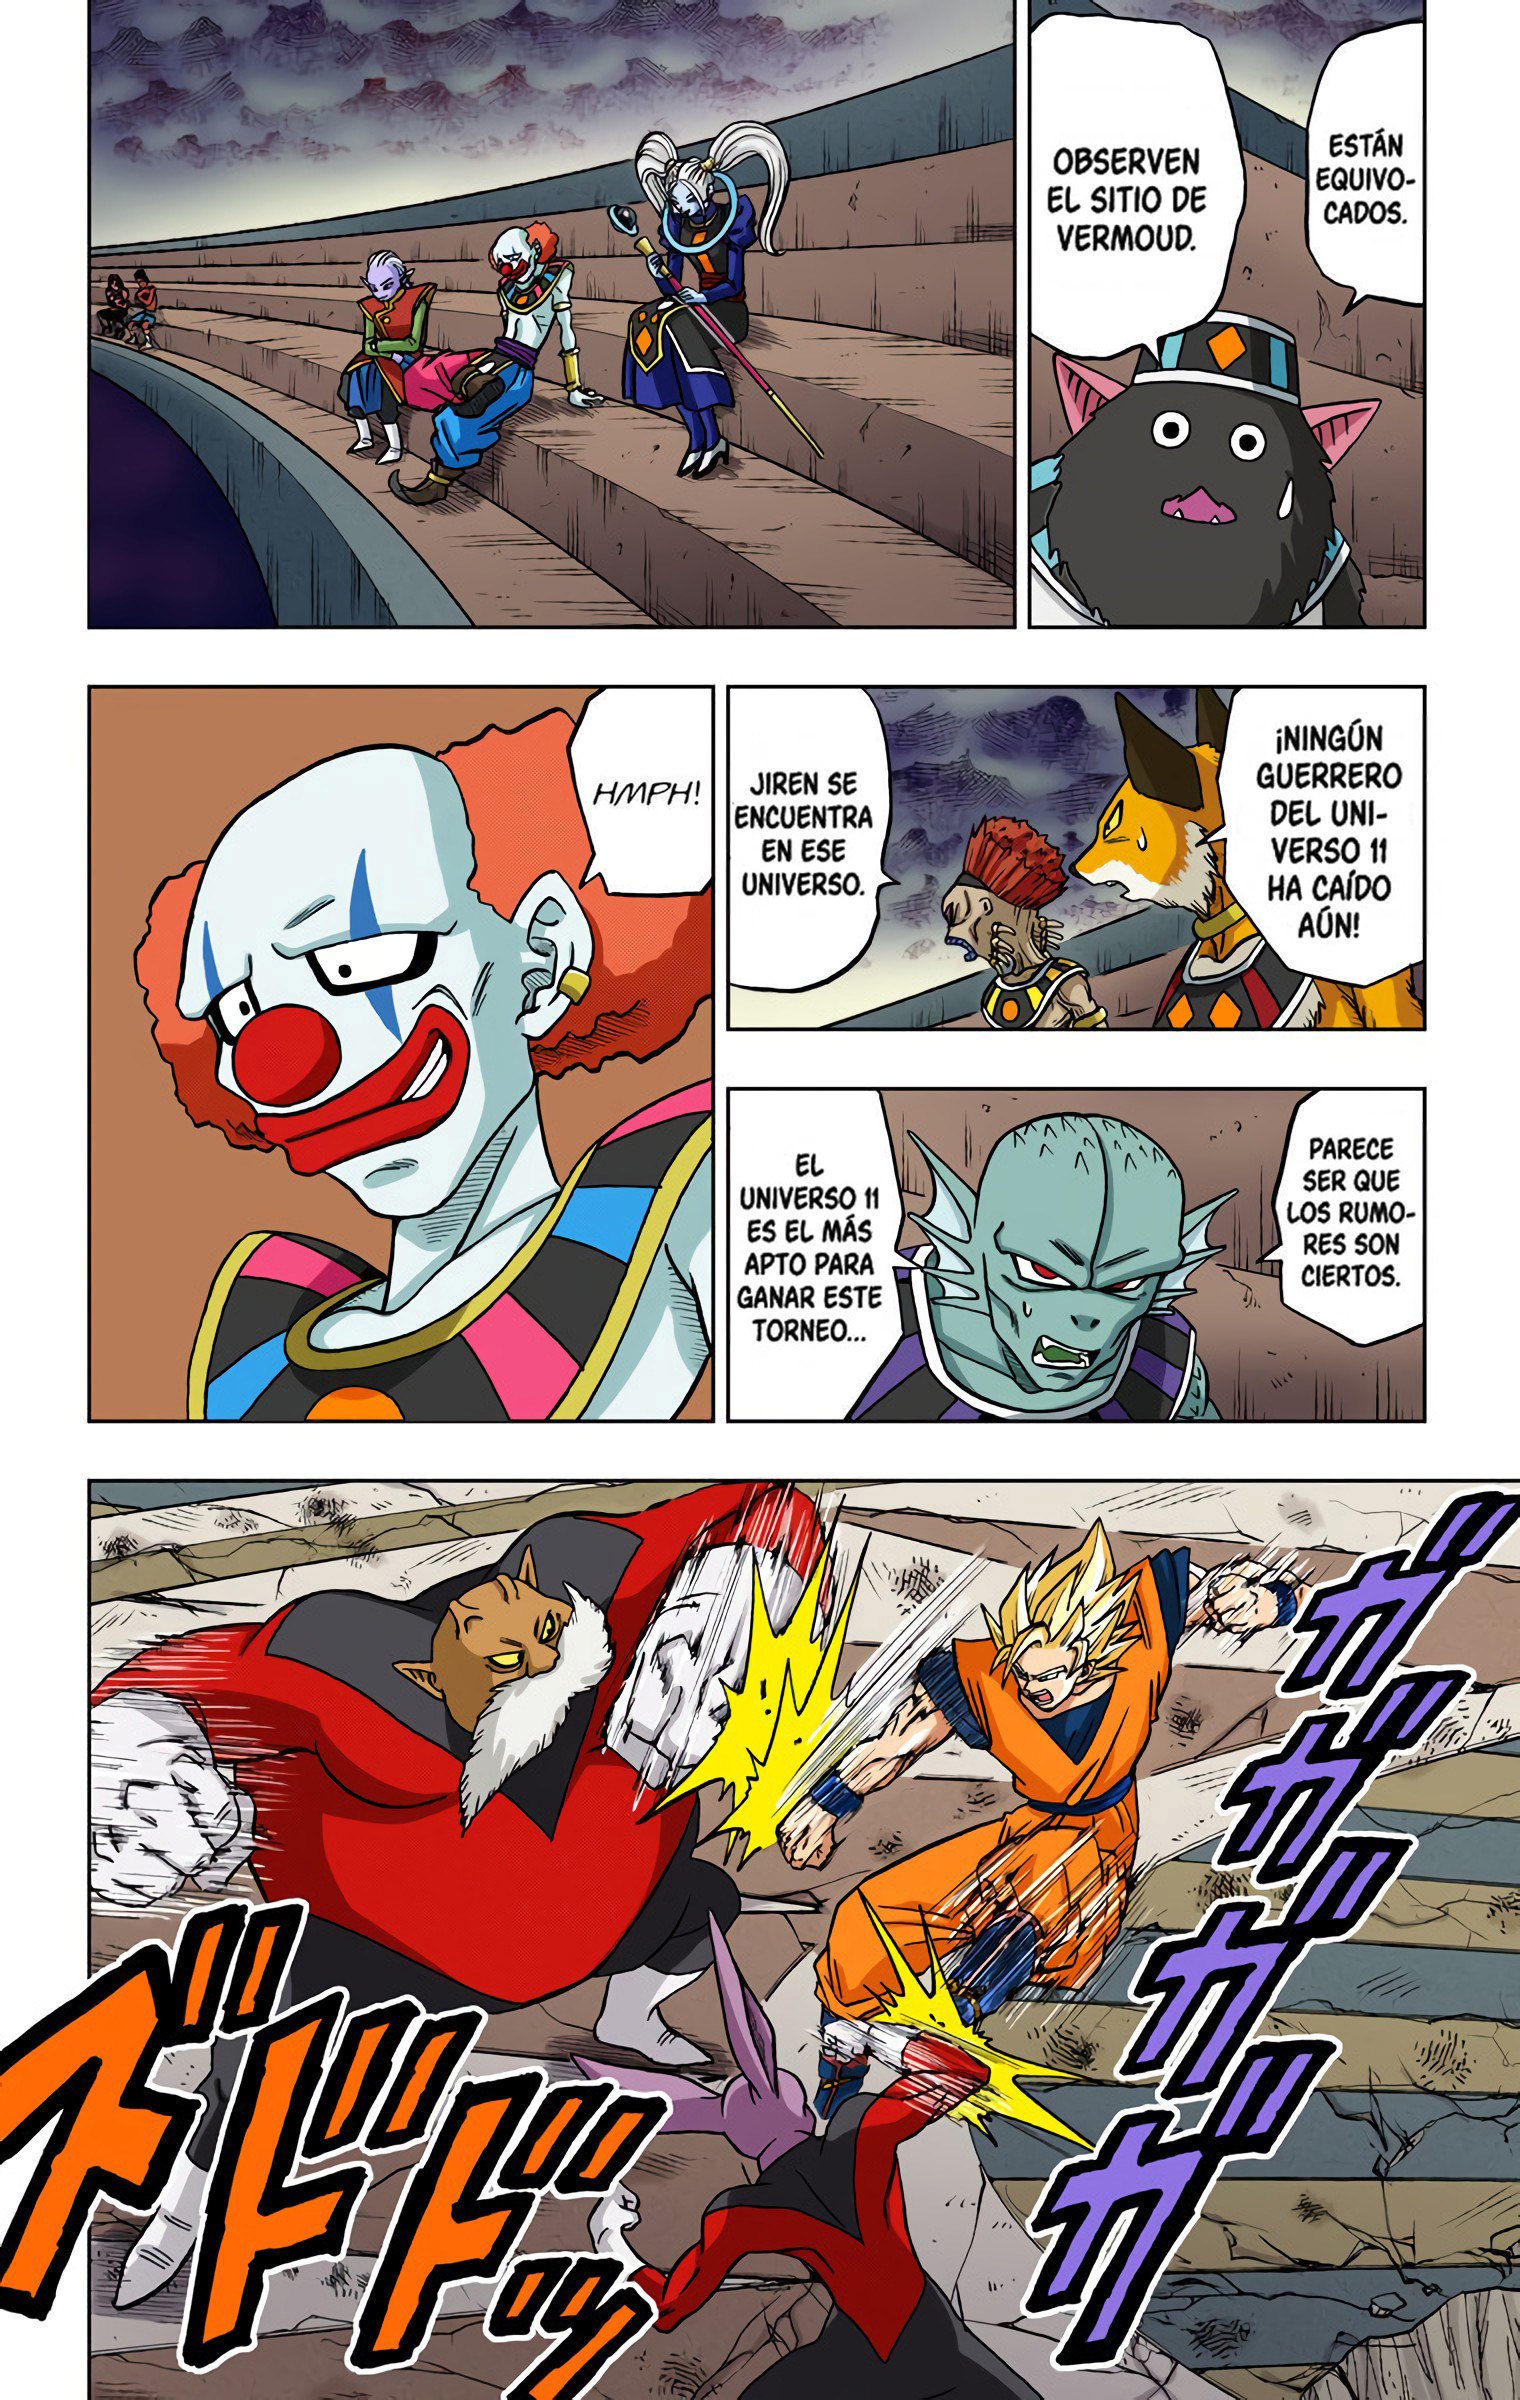 ESTÁN
EQUIVO-
CADOS.
OBSERVEN
EL SITIO DE
VERMOUD.
¡NINGÚN
GUERRERO
DEL UNI-
VERSO 11
HA CAÍDO
AÚN!
JIREN SE
ENCUENTRA
EN ESE
UNIVERSO.
HMPH!
PARECE
SER QUE
LOS RUMO-
RES SON
CIERTOS.
EL
UNIVERSO 11
ES EL MÁS
APTO PARA
GANAR ESTE
TORNEO...
ガガガガ
ズドドドッ